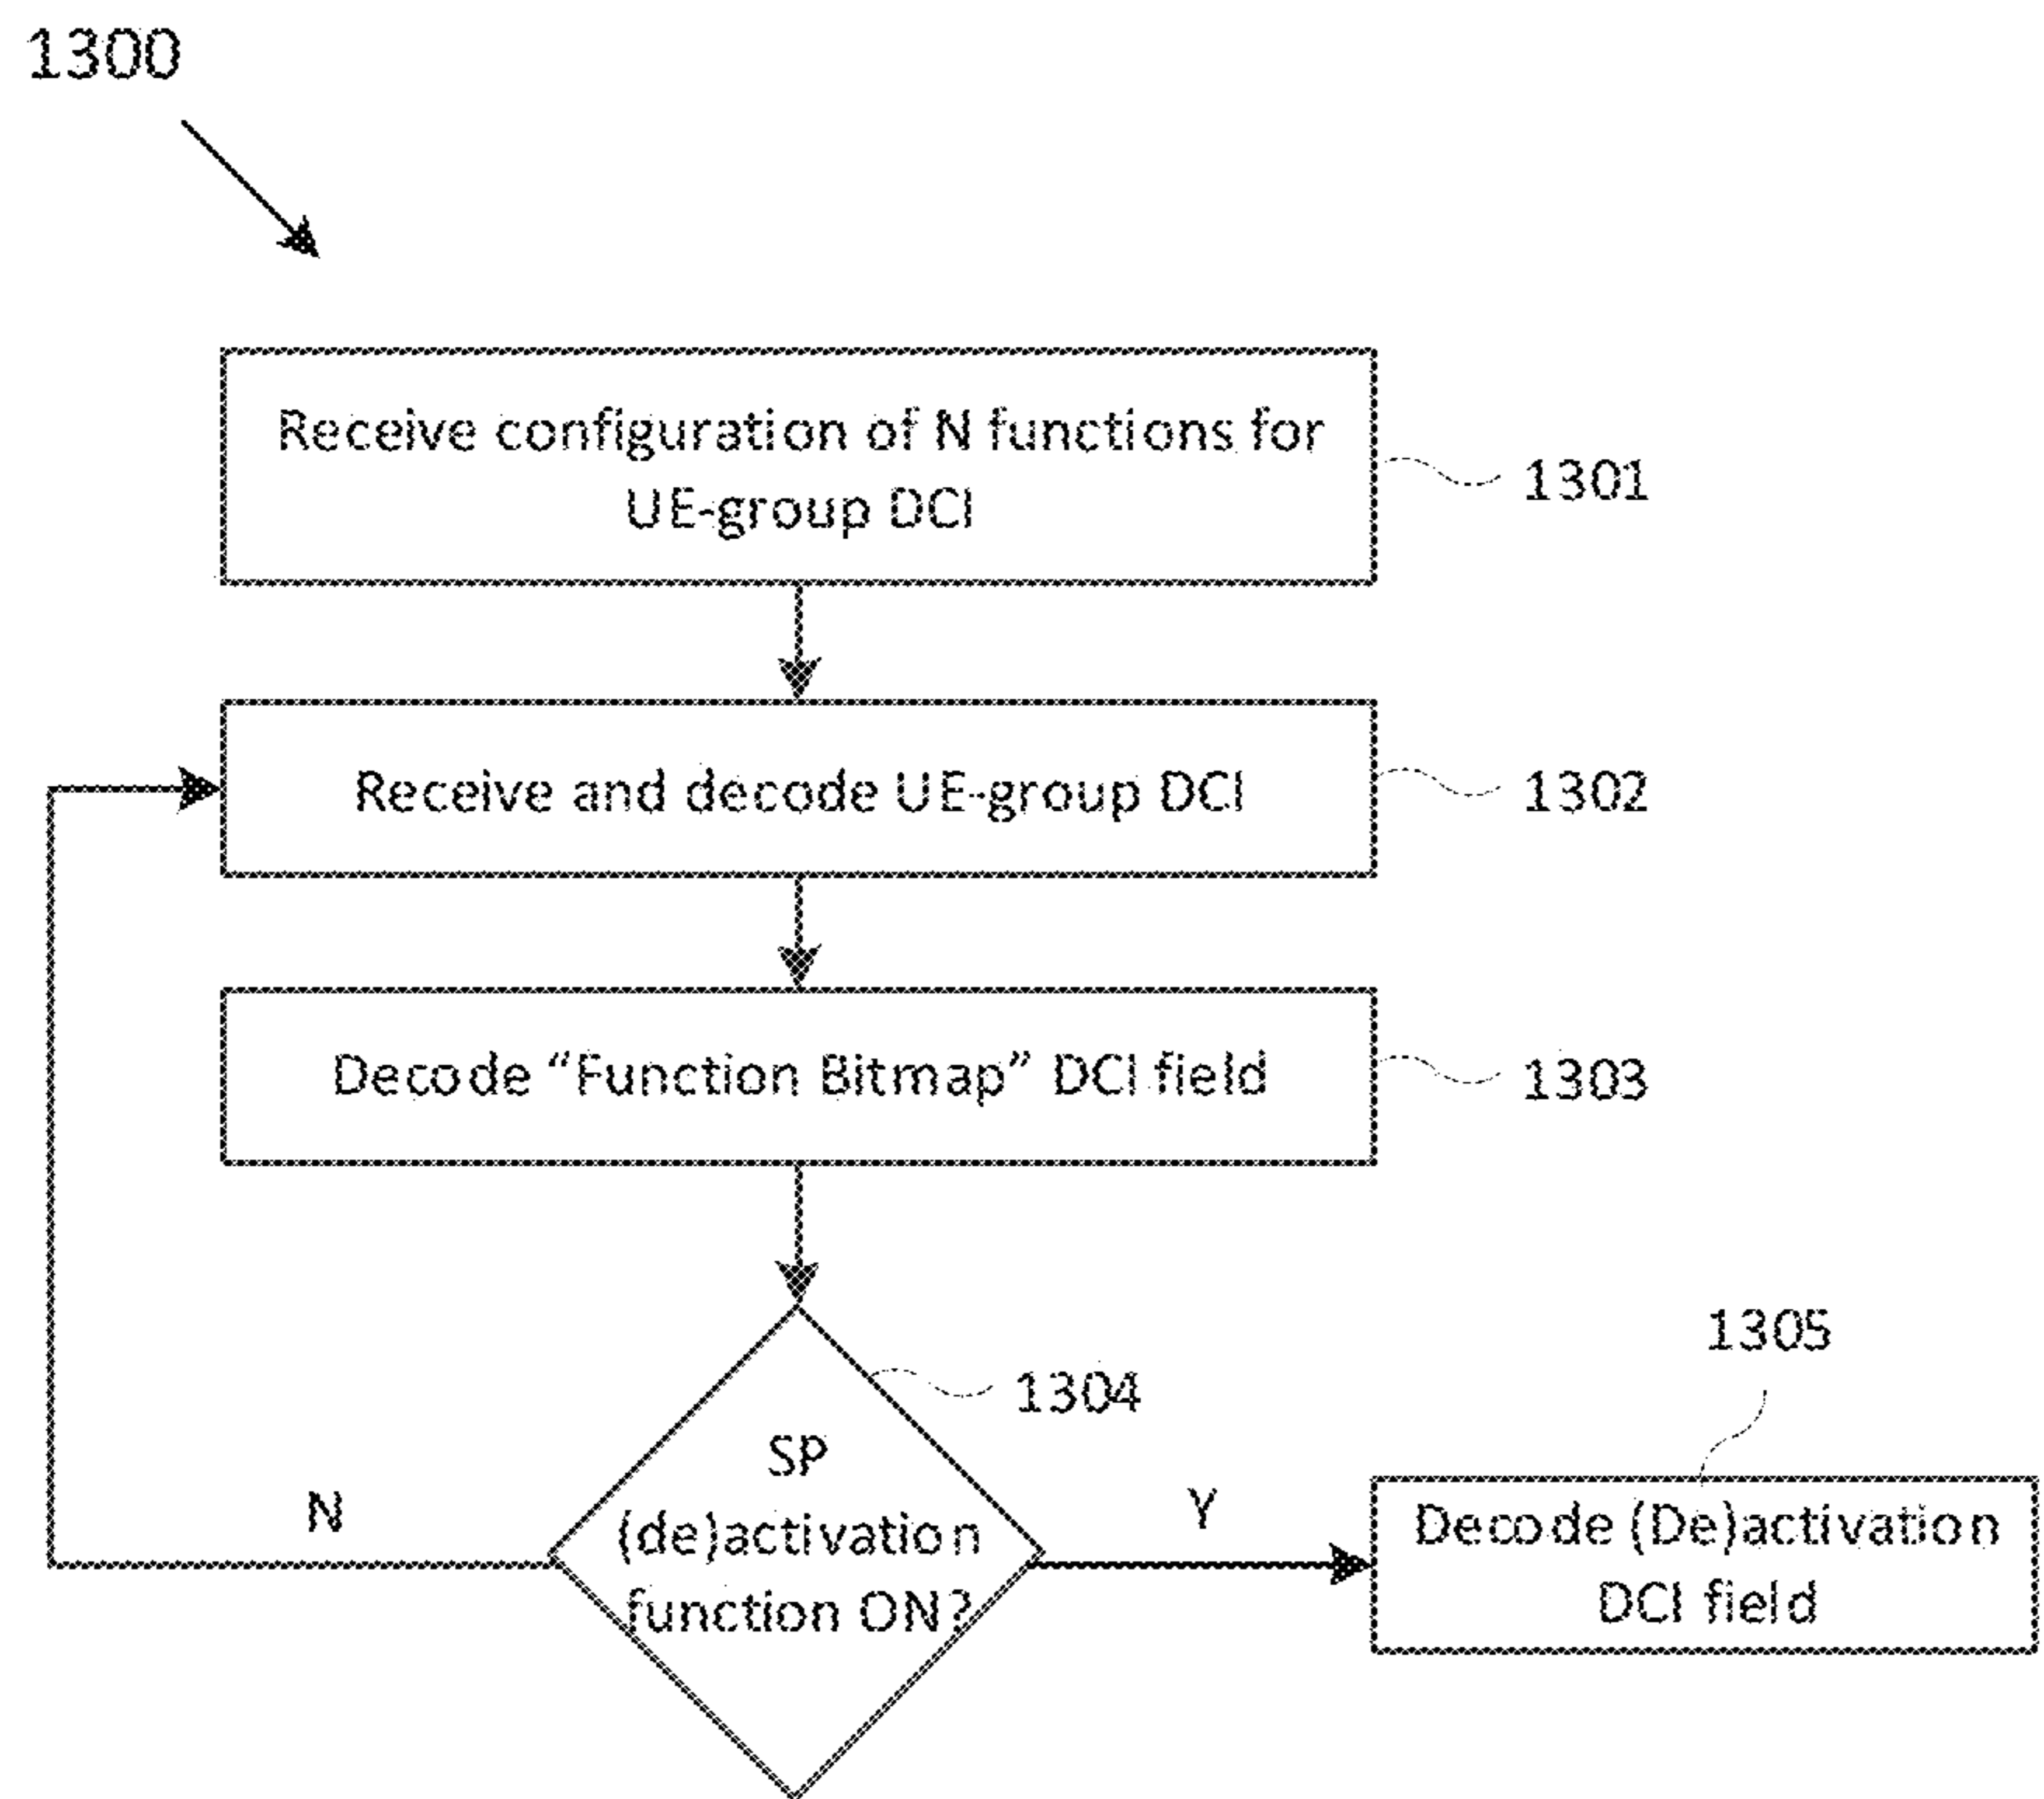 1300
Receive configuration of N functions for
UE-group DCI
1301
Receive and decode UE-group DCI
1302
Decode “Function Bitmap” DCI field
1303
1304
SP
(de)activation
function ON?
N
Y
1305
Decode (De)activation
DCI field